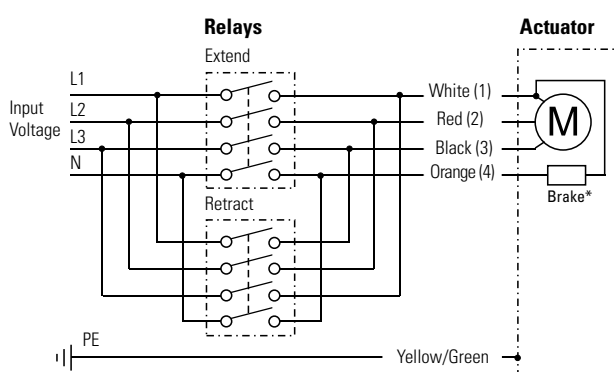 Relays
Actuator
Extend
L1
White (1)
Input
Voltage
L2
Red (2)
M
L3
Black (3)
N
Orange (4)
Brake*
Retract
PE
Yellow/Green